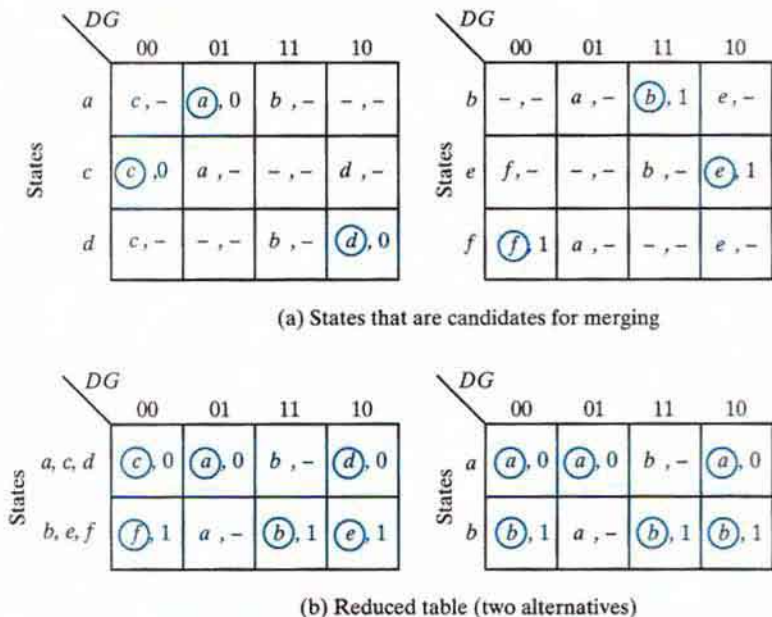 DG DG
00 01 11 10 00 01 11 10
a c , – a , 0 b , – – , – b – , – a , – b , 1 e , –
States c c , 0 a , – – , – d , – States e f , – – , – b , – e , 1
d c , – – , – b , – d , 0 f f , 1 a , – – , – e , –
(a) States that are candidates for merging
DG DG
00 01 11 10 00 01 11 10
States a, c, d c , 0 a , 0 b , – d , 0 States a a , 0 a , 0 b , – a , 0
b, e, f f , 1 a , – b , 1 e , 1 b b , 1 a , – b , 1 b , 1
(b) Reduced table (two alternatives)